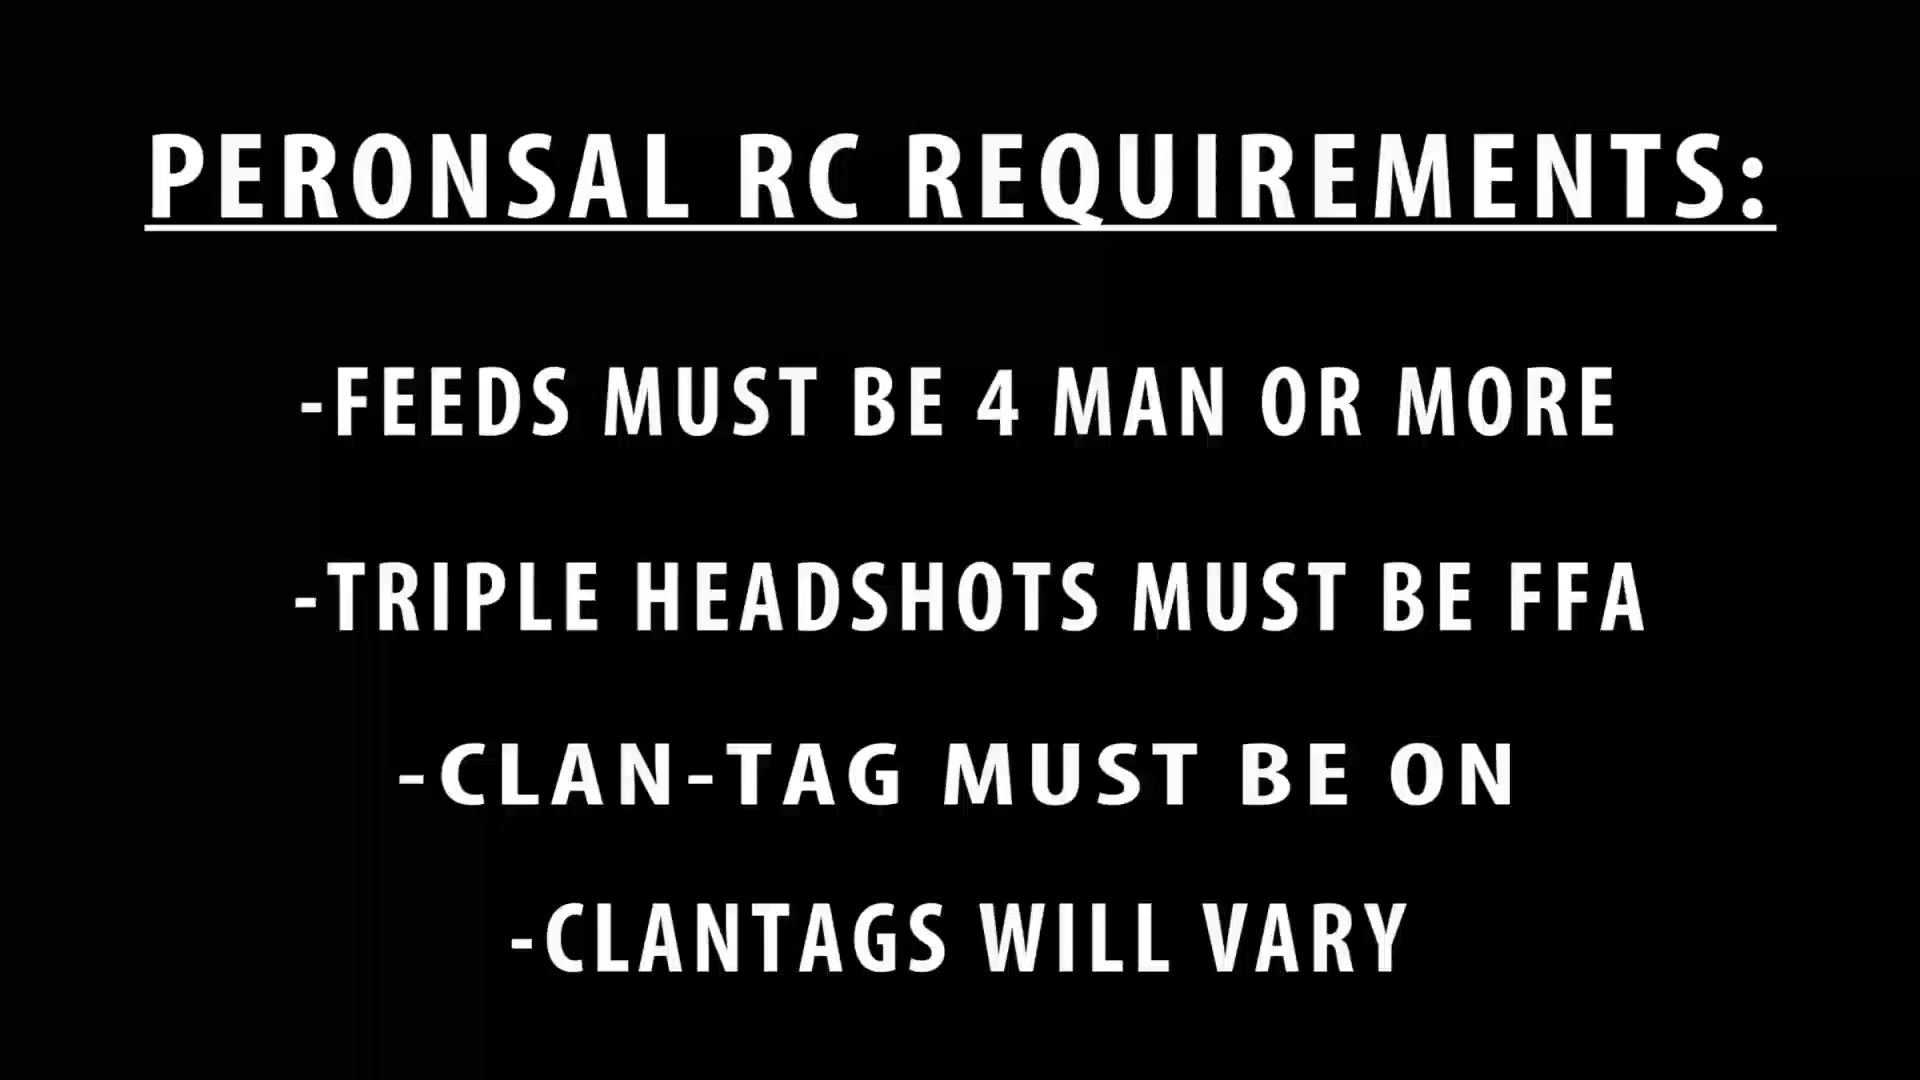 PERONSAL RC REQUIREMENTS:
-FEEDS MUST BE 4 MAN OR MORE
-TRIPLE HEADSHOTS MUST BE FFA
-CLAN-TAG MUST BE ON
-CLANTAGS WILL VARY